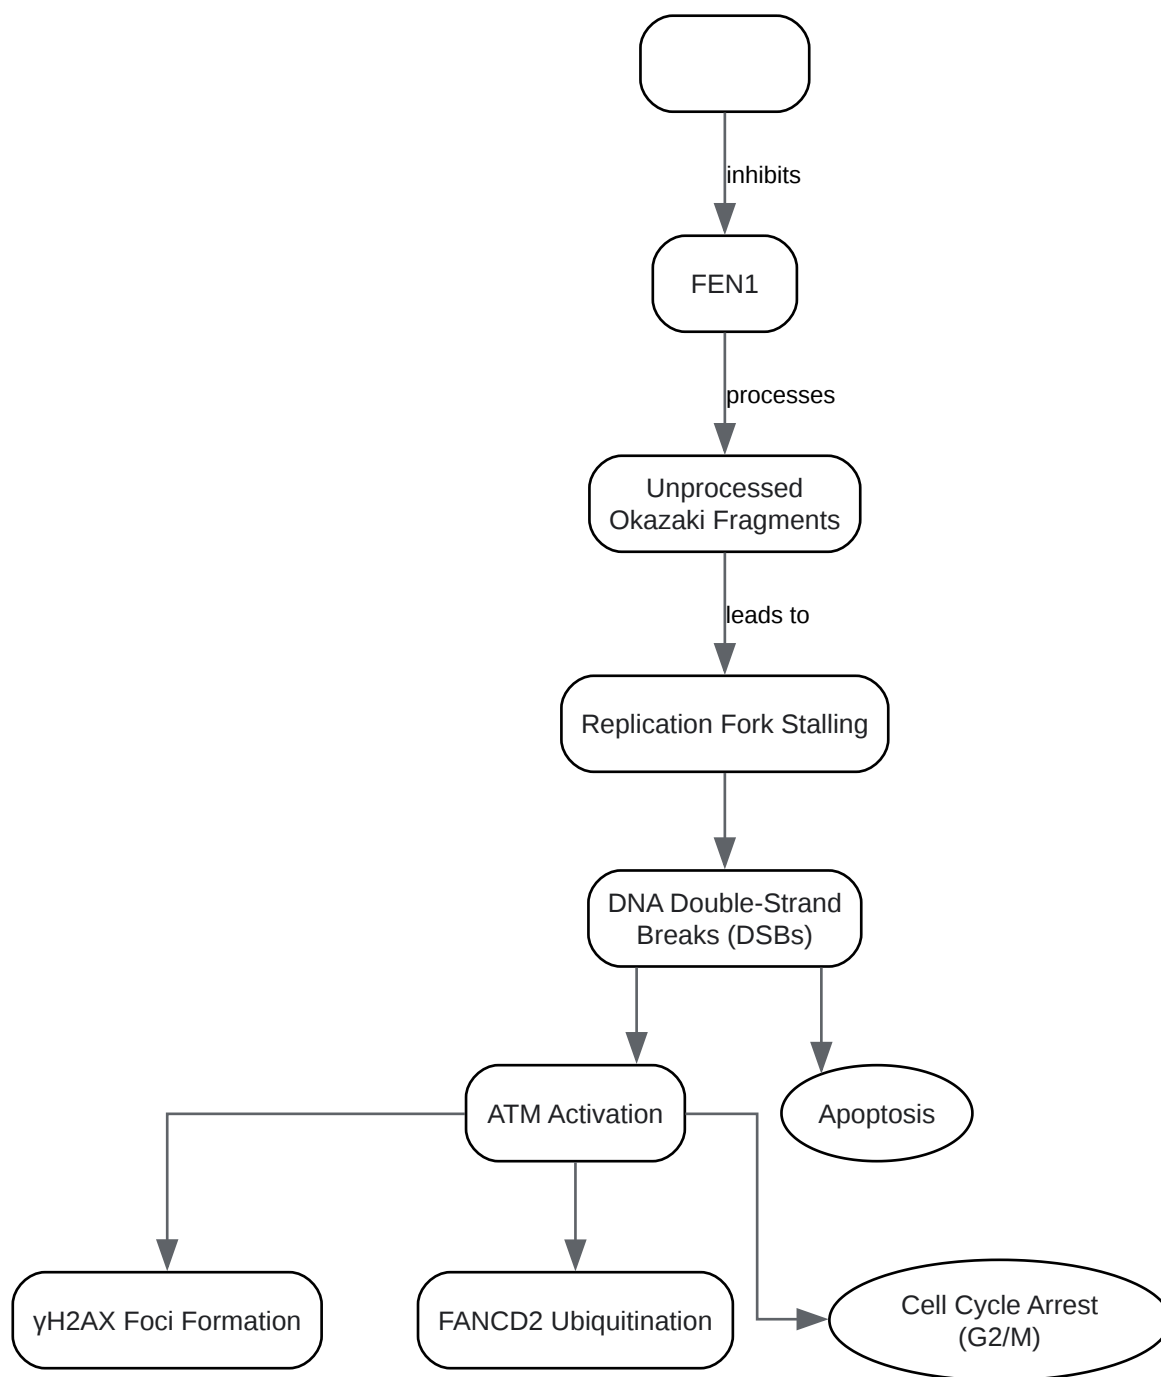 inhibits
FEN1
processes
Unprocessed
Okazaki Fragments
leads to
Replication Fork Stalling
DNA Double-Strand
Breaks (DSBs)
ATM Activation
Apoptosis
γH2AX Foci Formation
FANCD2 Ubiquitination
Cell Cycle Arrest
(G2/M)